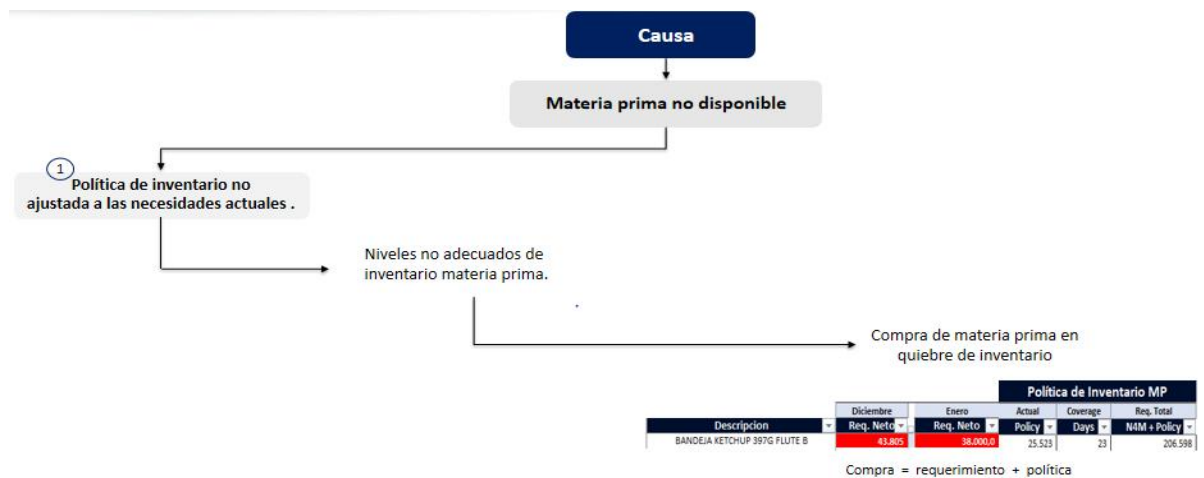 Causa
Materia prima no disponible
1
Política de inventario no
ajustada a las necesidades actuales .
Niveles no adecuados de
inventario materia prima.
.
Compra de materia prima en
quiebre de inventario
Política de Inventario MP
Diciembre Enero Actual Coverage Req. Total
Descripcion Req. Neto Req. Neto Policy Days N4M + Policy
BANDEJA KETCHUP 397G FLUTE B 43.805 38.000,0 25.523 23 206.598
Compra = requerimiento + política